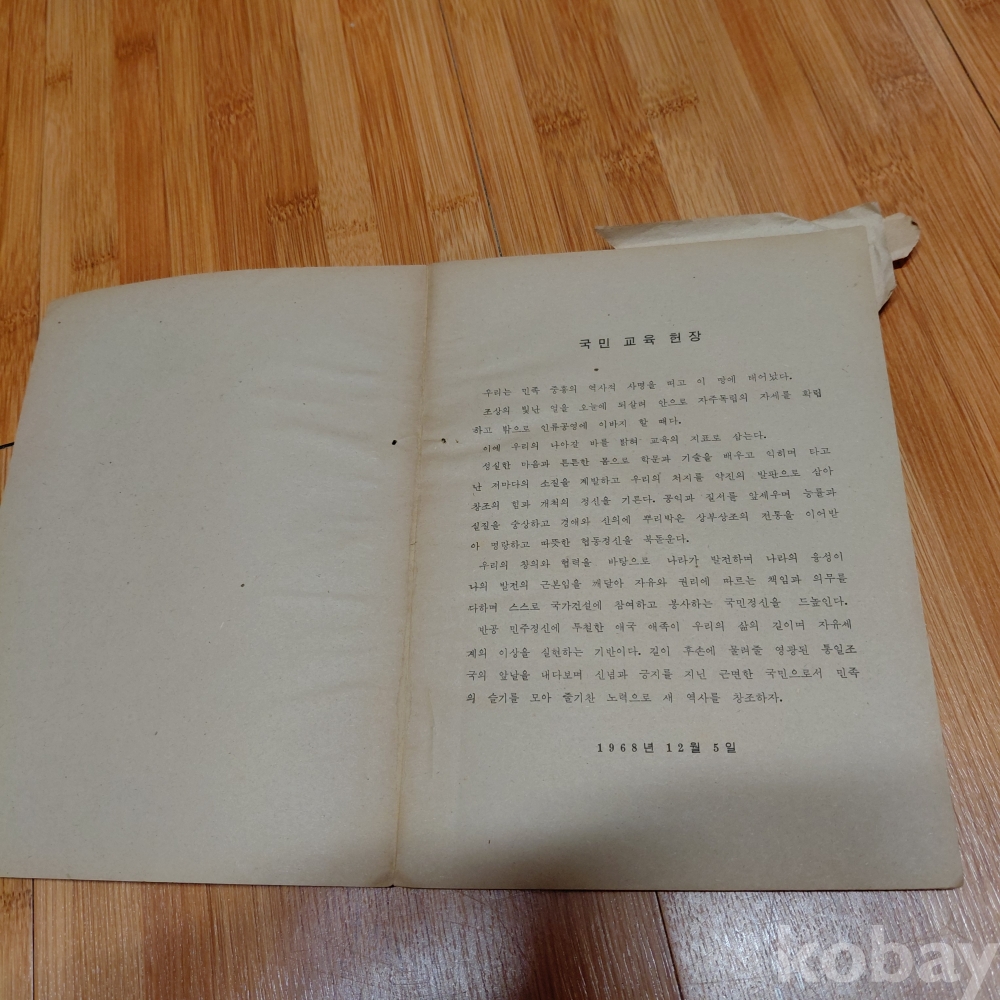 국민 교육 헌장
우리는 민족 중흥의 역사적 사명을 띠고 이 땅에 태어났다.
조상의 빛난 얼을 오늘에 되살려 안으로 자주독립의 자세를 확립
하고 밖으로 인류공영에 이바지 할 때다.
이에 우리의 나아갈 바를 밝혀 교육의 지표로 삼는다.
성실한 마음과 튼튼한 몸으로 학문과 기술을 배우고 익히며 타고
난 저마다의 소질을 계발하고 우리의 처지를 약진의 발판으로 삼아
창조의 힘과 개척의 정신을 기른다. 공익과 질서를 앞세우며 능률과
실질을 숭상하고 경애와 신의에 뿌리박은 상부상조의 전통을 이어받
아 명랑하고 따뜻한 협동정신을 북돋운다.
우리의 창의와 협력을 바탕으로 나라가 발전하며 나라의 융성이
나의 발전의 근본임을 깨달아 자유와 권리에 따르는 책임과 의무를
다하며 스스로 국가건설에 참여하고 봉사하는 국민정신을 드높인다.
반공 민주정신에 투철한 애국 애족이 우리의 삶의 길이며 자유세
계의 이상을 실현하는 기반이다. 길이 후손에 물려줄 영광된 통일조
국의 앞날을 내다보며 신념과 긍지를 지닌 근면한 국민으로서 민족
의 슬기를 모아 줄기찬 노력으로 새 역사를 창조하자.
1968년 12월 5일
kobay